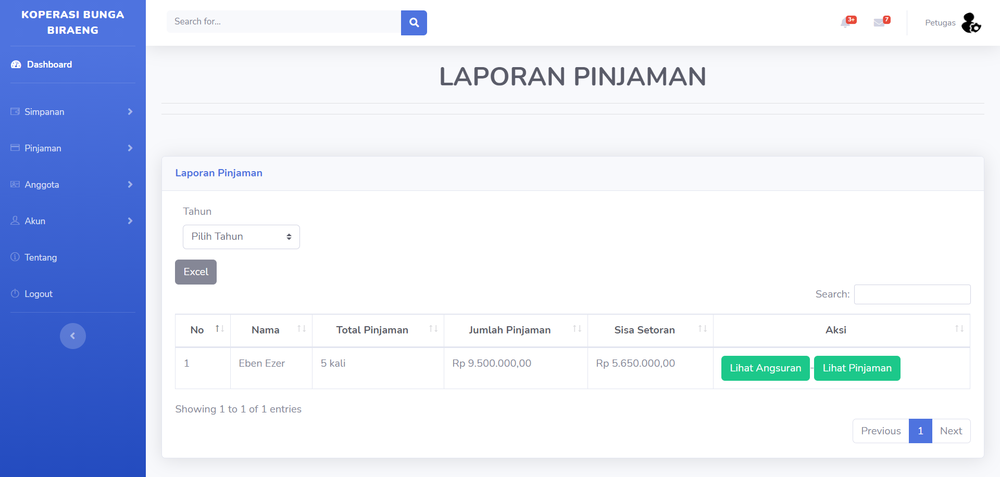 KOPERASI BUNGA
BIRAENG
Dashboard
Simpanan
Pinjaman
Anggota
Akun
Tentang
Logout
Search for...
3+
7
Petugas
LAPORAN PINJAMAN
Laporan Pinjaman
Tahun
Pilih Tahun
Excel
Search:
No Nama Total Pinjaman Jumlah Pinjaman Sisa Setoran Aksi
1 Eben Ezer 5 kali Rp 9.500.000,00 Rp 5.650.000,00 Lihat Angsuran - Lihat Pinjaman
Showing 1 to 1 of 1 entries
Previous 1 Next